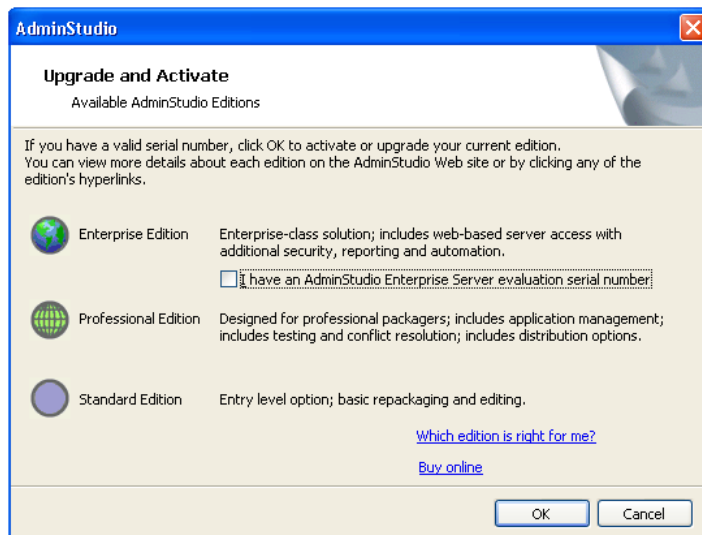 AdminStudio
Upgrade and Activate
Available AdminStudio Editions
If you have a valid serial number, click OK to activate or upgrade your current edition.
You can view more details about each edition on the AdminStudio Web site or by clicking any of the
edition's hyperlinks.
Enterprise Edition
Enterprise-class solution; includes web-based server access with
additional security, reporting and automation.
I have an AdminStudio Enterprise Server evaluation serial number
Professional Edition
Designed for professional packagers; includes application management;
includes testing and conflict resolution; includes distribution options.
Standard Edition
Entry level option; basic repackaging and editing.
Which edition is right for me?
Buy online
OK
Cancel